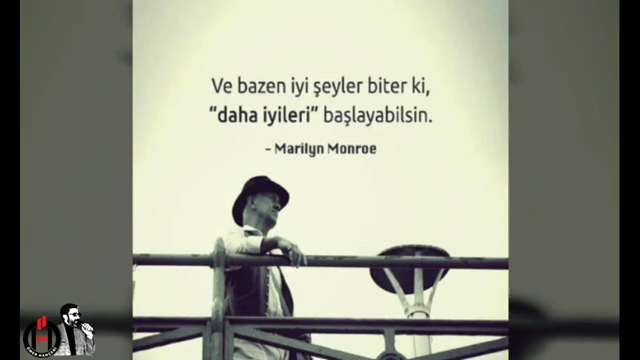 Ve bazen iyi şeyler biter ki,
“daha iyileri” başlayabilsin.
- Marilyn Monroe